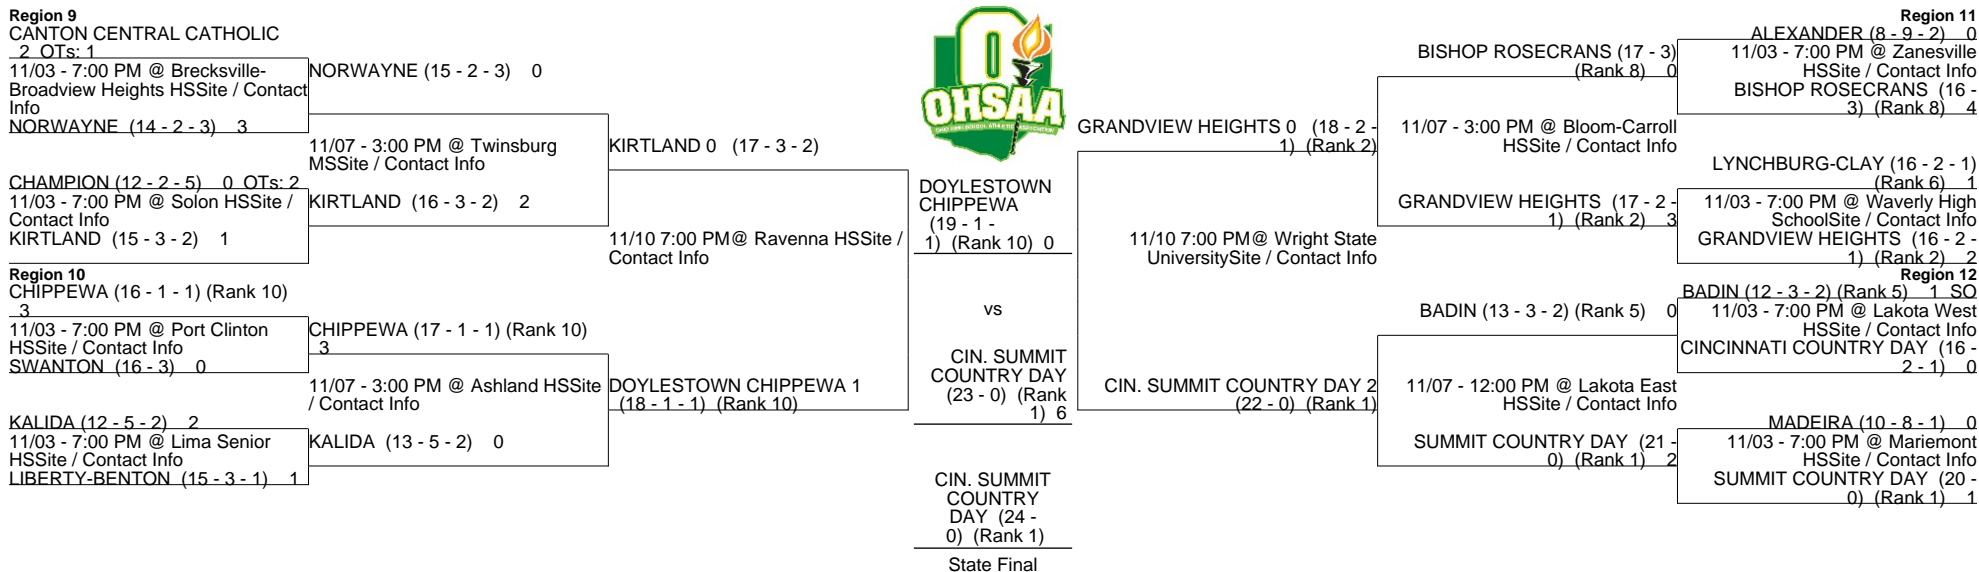 Region 9
CANTON CENTRAL CATHOLIC
2 OTs: 1
11/03 - 7:00 PM @ Brecksville-
Broadview Heights HSSite / Contact
Info
NORWAYNE (14 - 2 - 3) 3
CHAMPION (12 - 2 - 5) 0 OTs: 2
11/03 - 7:00 PM @ Solon HSSite /
Contact Info
KIRTLAND (15 - 3 - 2) 1
Region 10
CHIPPEWA (16 - 1 - 1) (Rank 10)
3
11/03 - 7:00 PM @ Port Clinton
HSSite / Contact Info
SWANTON (16 - 3) 0
KALIDA (12 - 5 - 2) 2
11/03 - 7:00 PM @ Lima Senior
HSSite / Contact Info
LIBERTY-BENTON (15 - 3 - 1) 1
NORWAYNE (15 - 2 - 3) 0
11/07 - 3:00 PM @ Twinsburg
MSSite / Contact Info
KIRTLAND (16 - 3 - 2) 2
CHIPPEWA (17 - 1 - 1) (Rank 10)
3
11/07 - 3:00 PM @ Ashland HSSite
/ Contact Info
KALIDA (13 - 5 - 2) 0
KIRTLAND 0 (17 - 3 - 2)
11/10 7:00 PM@ Ravenna HSSite /
Contact Info
DOYLESTOWN CHIPPEWA 1
(18 - 1 - 1) (Rank 10)
OHSAA
DOYLESTOWN
CHIPPEWA
(19 - 1 -
1) (Rank 10) 0
vs
CIN. SUMMIT
COUNTRY DAY
(23 - 0) (Rank
1) 6
CIN. SUMMIT
COUNTRY
DAY (24 -
0) (Rank 1)
State Final
GRANDVIEW HEIGHTS 0 (18 - 2 -
1) (Rank 2)
11/10 7:00 PM@ Wright State
UniversitySite / Contact Info
CIN. SUMMIT COUNTRY DAY 2
(22 - 0) (Rank 1)
BISHOP ROSECRANS (17 - 3)
(Rank 8) 0
11/07 - 3:00 PM @ Bloom-Carroll
HSSite / Contact Info
GRANDVIEW HEIGHTS (17 - 2 -
1) (Rank 2) 3
BADIN (13 - 3 - 2) (Rank 5) 0
11/07 - 12:00 PM @ Lakota East
HSSite / Contact Info
SUMMIT COUNTRY DAY (21 -
0) (Rank 1) 2
Region 11
ALEXANDER (8 - 9 - 2) 0
11/03 - 7:00 PM @ Zanesville
HSSite / Contact Info
BISHOP ROSECRANS (16 -
3) (Rank 8) 4
LYNCHBURG-CLAY (16 - 2 - 1)
(Rank 6) 1
11/03 - 7:00 PM @ Waverly High
SchoolSite / Contact Info
GRANDVIEW HEIGHTS (16 - 2 -
1) (Rank 2) 2
Region 12
BADIN (12 - 3 - 2) (Rank 5) 1 SO
11/03 - 7:00 PM @ Lakota West
HSSite / Contact Info
CINCINNATI COUNTRY DAY (16 -
2 - 1) 0
MADEIRA (10 - 8 - 1) 0
11/03 - 7:00 PM @ Mariemont
HSSite / Contact Info
SUMMIT COUNTRY DAY (20 -
0) (Rank 1) 1